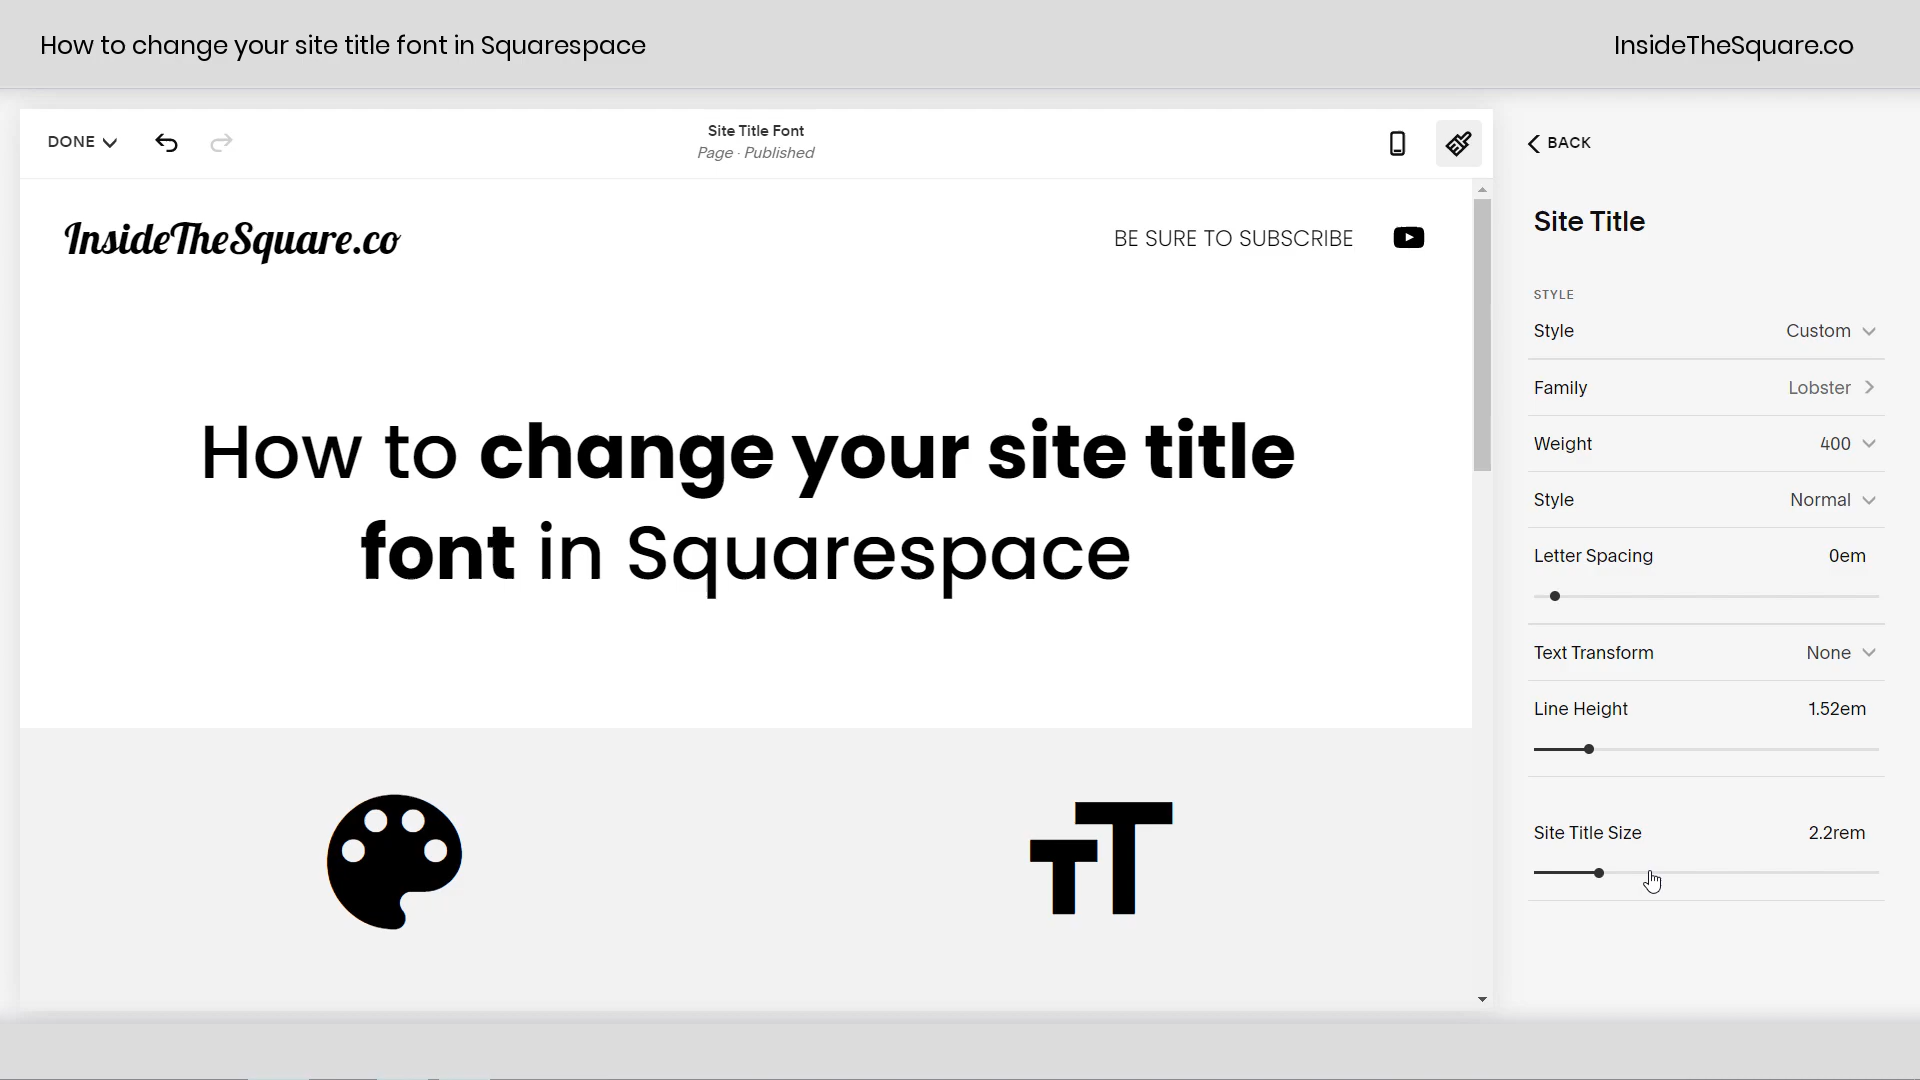 How to change your site title font in Squarespace
InsideTheSquare.co
DONE
Site Title Font
Page · Published
BACK
InsideTheSquare.co
BE SURE TO SUBSCRIBE
Site Title
STYLE
Style Custom
Family Lobster
Weight 400
Style Normal
Letter Spacing 0em
Text Transform None
Line Height 1.52em
Site Title Size 2.2rem
How to change your site title
font in Squarespace
TT